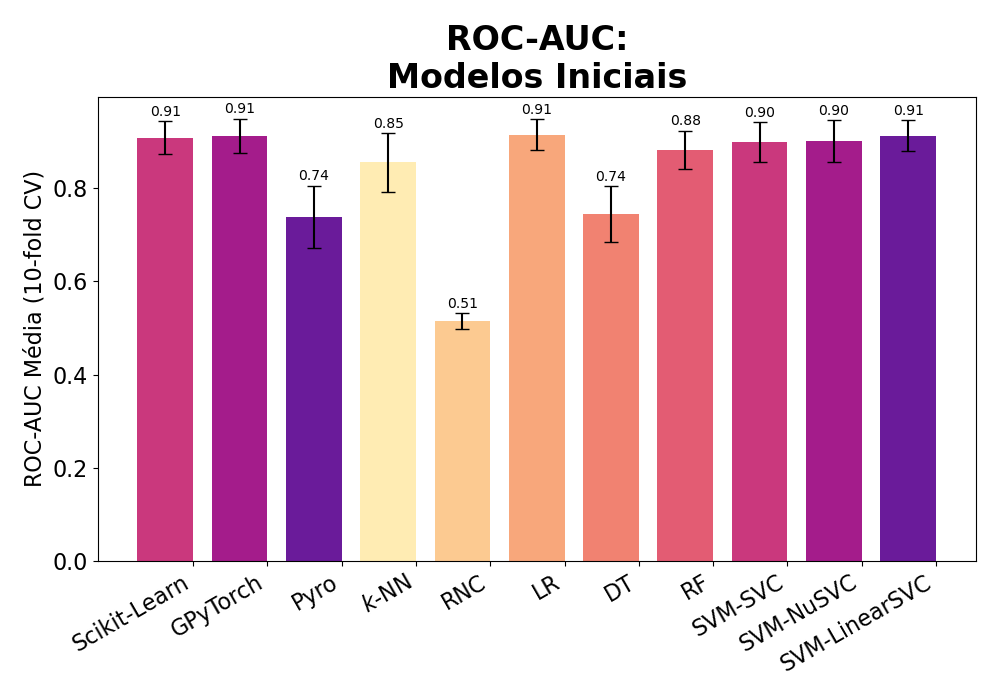 ROC-AUC:
Modelos Iniciais
ROC-AUC Média (10-fold CV)
0.8
0.6
0.4
0.2
0.0
0.91
0.91
0.74
0.85
0.51
0.91
0.74
0.88
0.90
0.90
0.91
Scikit-Learn
GPyTorch
Pyro
k-NN
RNC
LR
DT
RF
SVM-SVC
SVM-NuSVC
SVM-LinearSVC